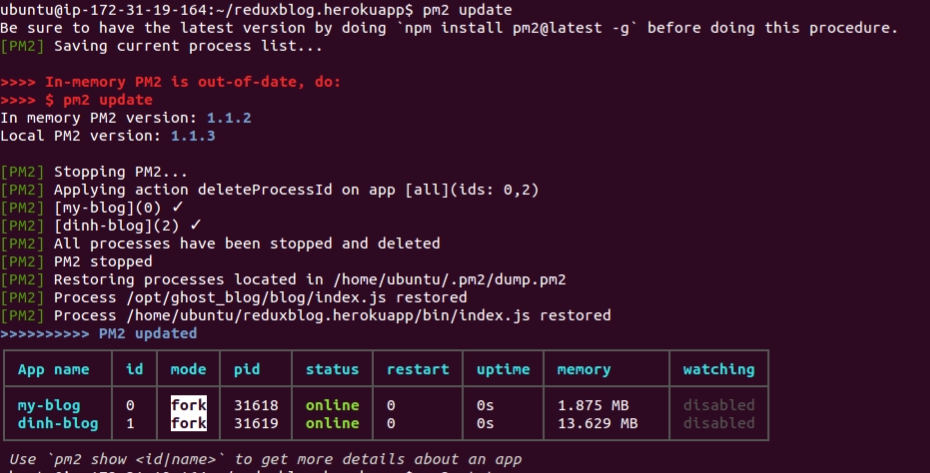 ubuntu@ip-172-31-19-164:~/reduxblog.herokuapp$ pm2 update
Be sure to have the latest version by doing `npm install pm2@latest -g` before doing this procedure.
[PM2] Saving current process list...
>>>> In-memory PM2 is out-of-date, do:
>>>> $ pm2 update
In memory PM2 version: 1.1.2
Local PM2 version: 1.1.3
[PM2] Stopping PM2...
[PM2] Applying action deleteProcessId on app [all](ids: 0,2)
[PM2] [my-blog](0) ✓
[PM2] [dinh-blog](2) ✓
[PM2] All processes have been stopped and deleted
[PM2] PM2 stopped
[PM2] Restoring processes located in /home/ubuntu/.pm2/dump.pm2
[PM2] Process /opt/ghost_blog/blog/index.js restored
[PM2] Process /home/ubuntu/reduxblog.herokuapp/bin/index.js restored
>>>>>>>>>> PM2 updated
App name id mode pid status restart uptime memory watching
my-blog 0 fork 31618 online 0 0s 1.875 MB disabled
dinh-blog 1 fork 31619 online 0 0s 13.629 MB disabled
Use `pm2 show <id|name>` to get more details about an app